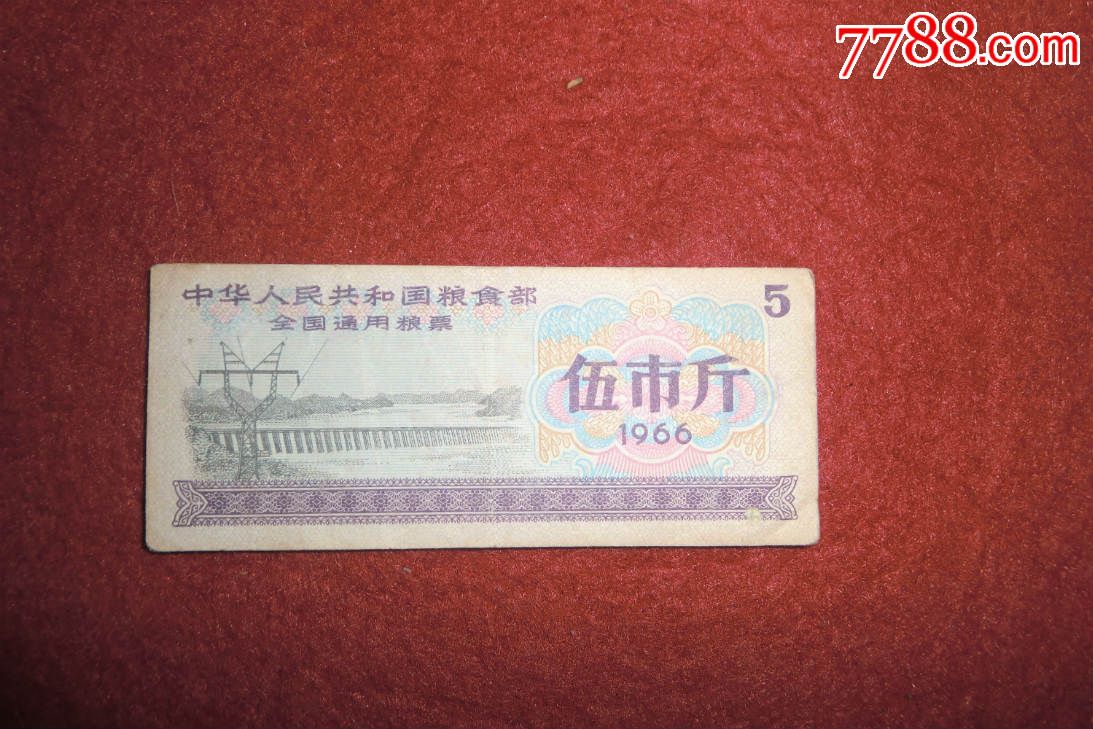 7788.com
中华人民共和国粮食部
全国通用粮票
5
伍市斤
1966